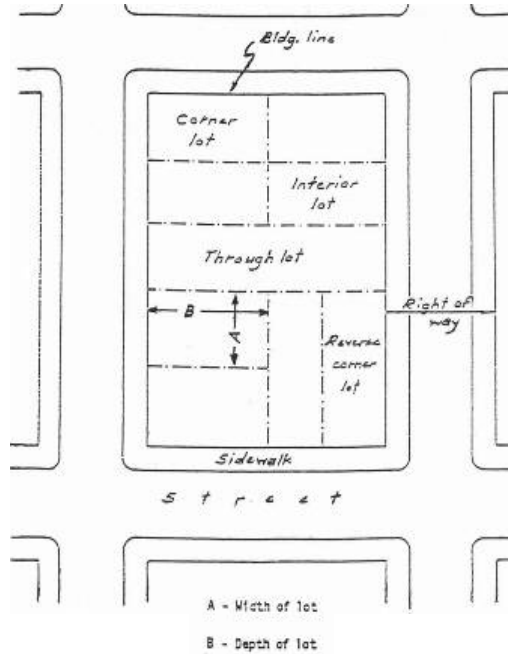 Bldg. line
Corner
lot
Interior
lot
Through lot
Right of
way
B
A
Reverse
corner
lot
Sidewalk
Street
A - Width of lot
B - Depth of lot